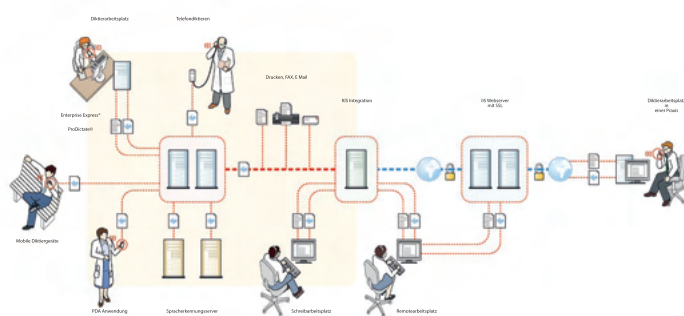 Diktierarbeitsplatz
Telefondiktieren
Drucken, FAX, E Mail
RIS Integration
IIS Webserver
mit SSL
Diktierarbeitsplatz
in
einer Praxis
Enterprise Express®
ProDictate®
Mobile Diktiergeräte
PDA Anwendung
Spracherkennungsserver
Schreibarbeitsplatz
Remotearbeitsplatz